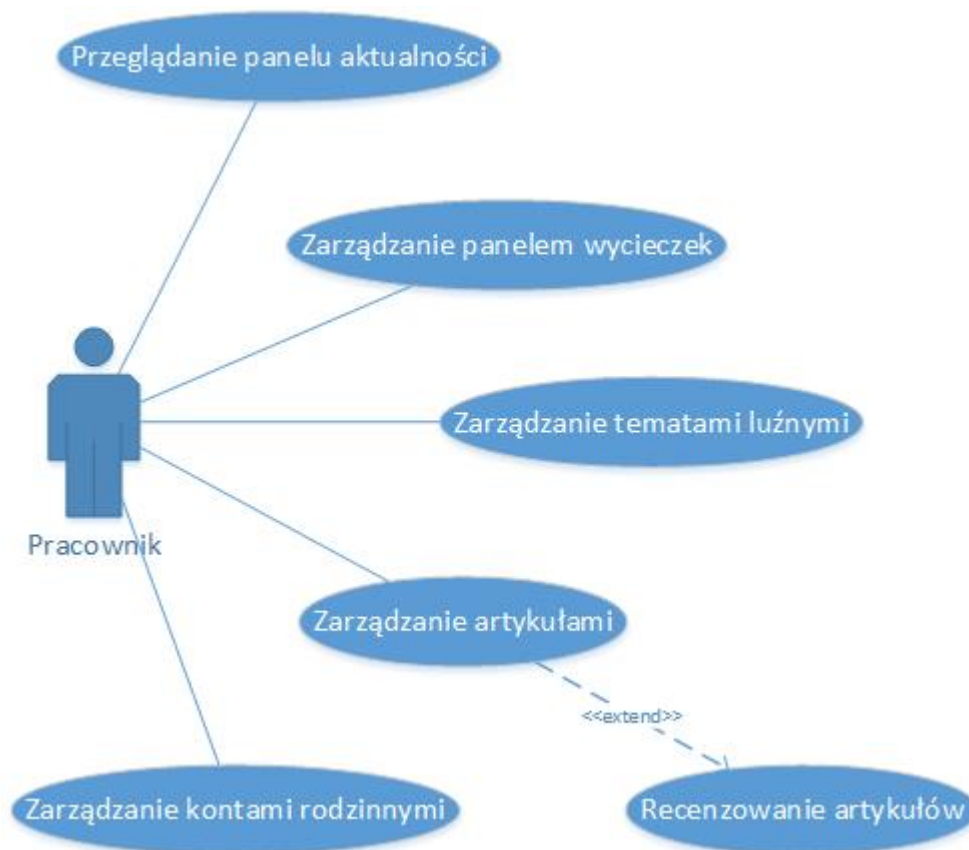 Przeglądanie panelu aktualności
Zarządzanie panelem wycieczek
Zarządzanie tematami luźnymi
Pracownik
Zarządzanie artykułami
<<extend>>
Zarządzanie kontami rodzinnymi
Recenzowanie artykułów